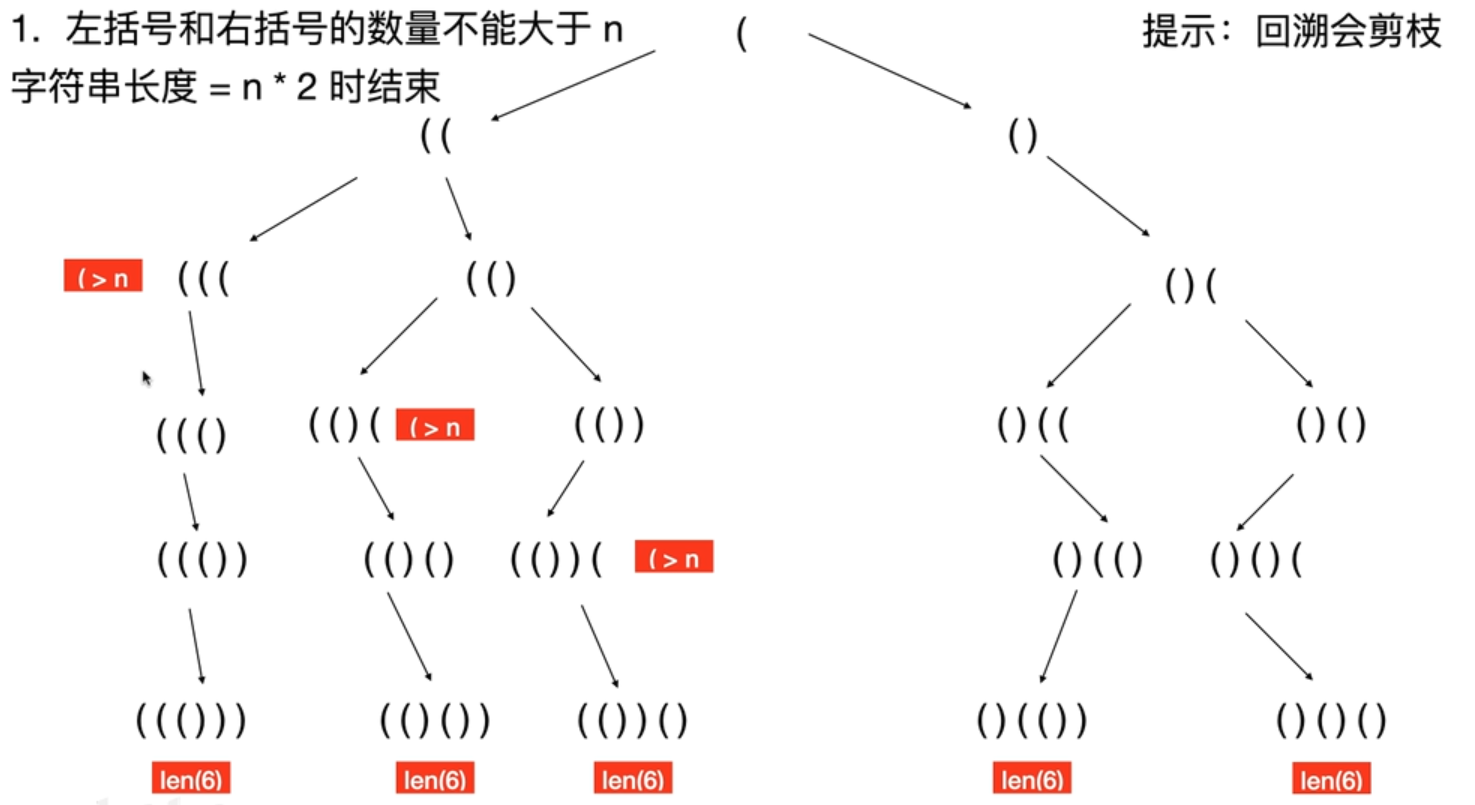 1. 左括号和右括号的数量不能大于 n
字符串长度 = n * 2 时结束
提示：回溯会剪枝
(
((
()
( > n
(((
(()
()(
((()
(()(
( > n
(())
()((
()()
((())
(()()
(())(
( > n
()(()
()()(
((()))
(()())
(())()
()(())
()()()
len(6)
len(6)
len(6)
len(6)
len(6)